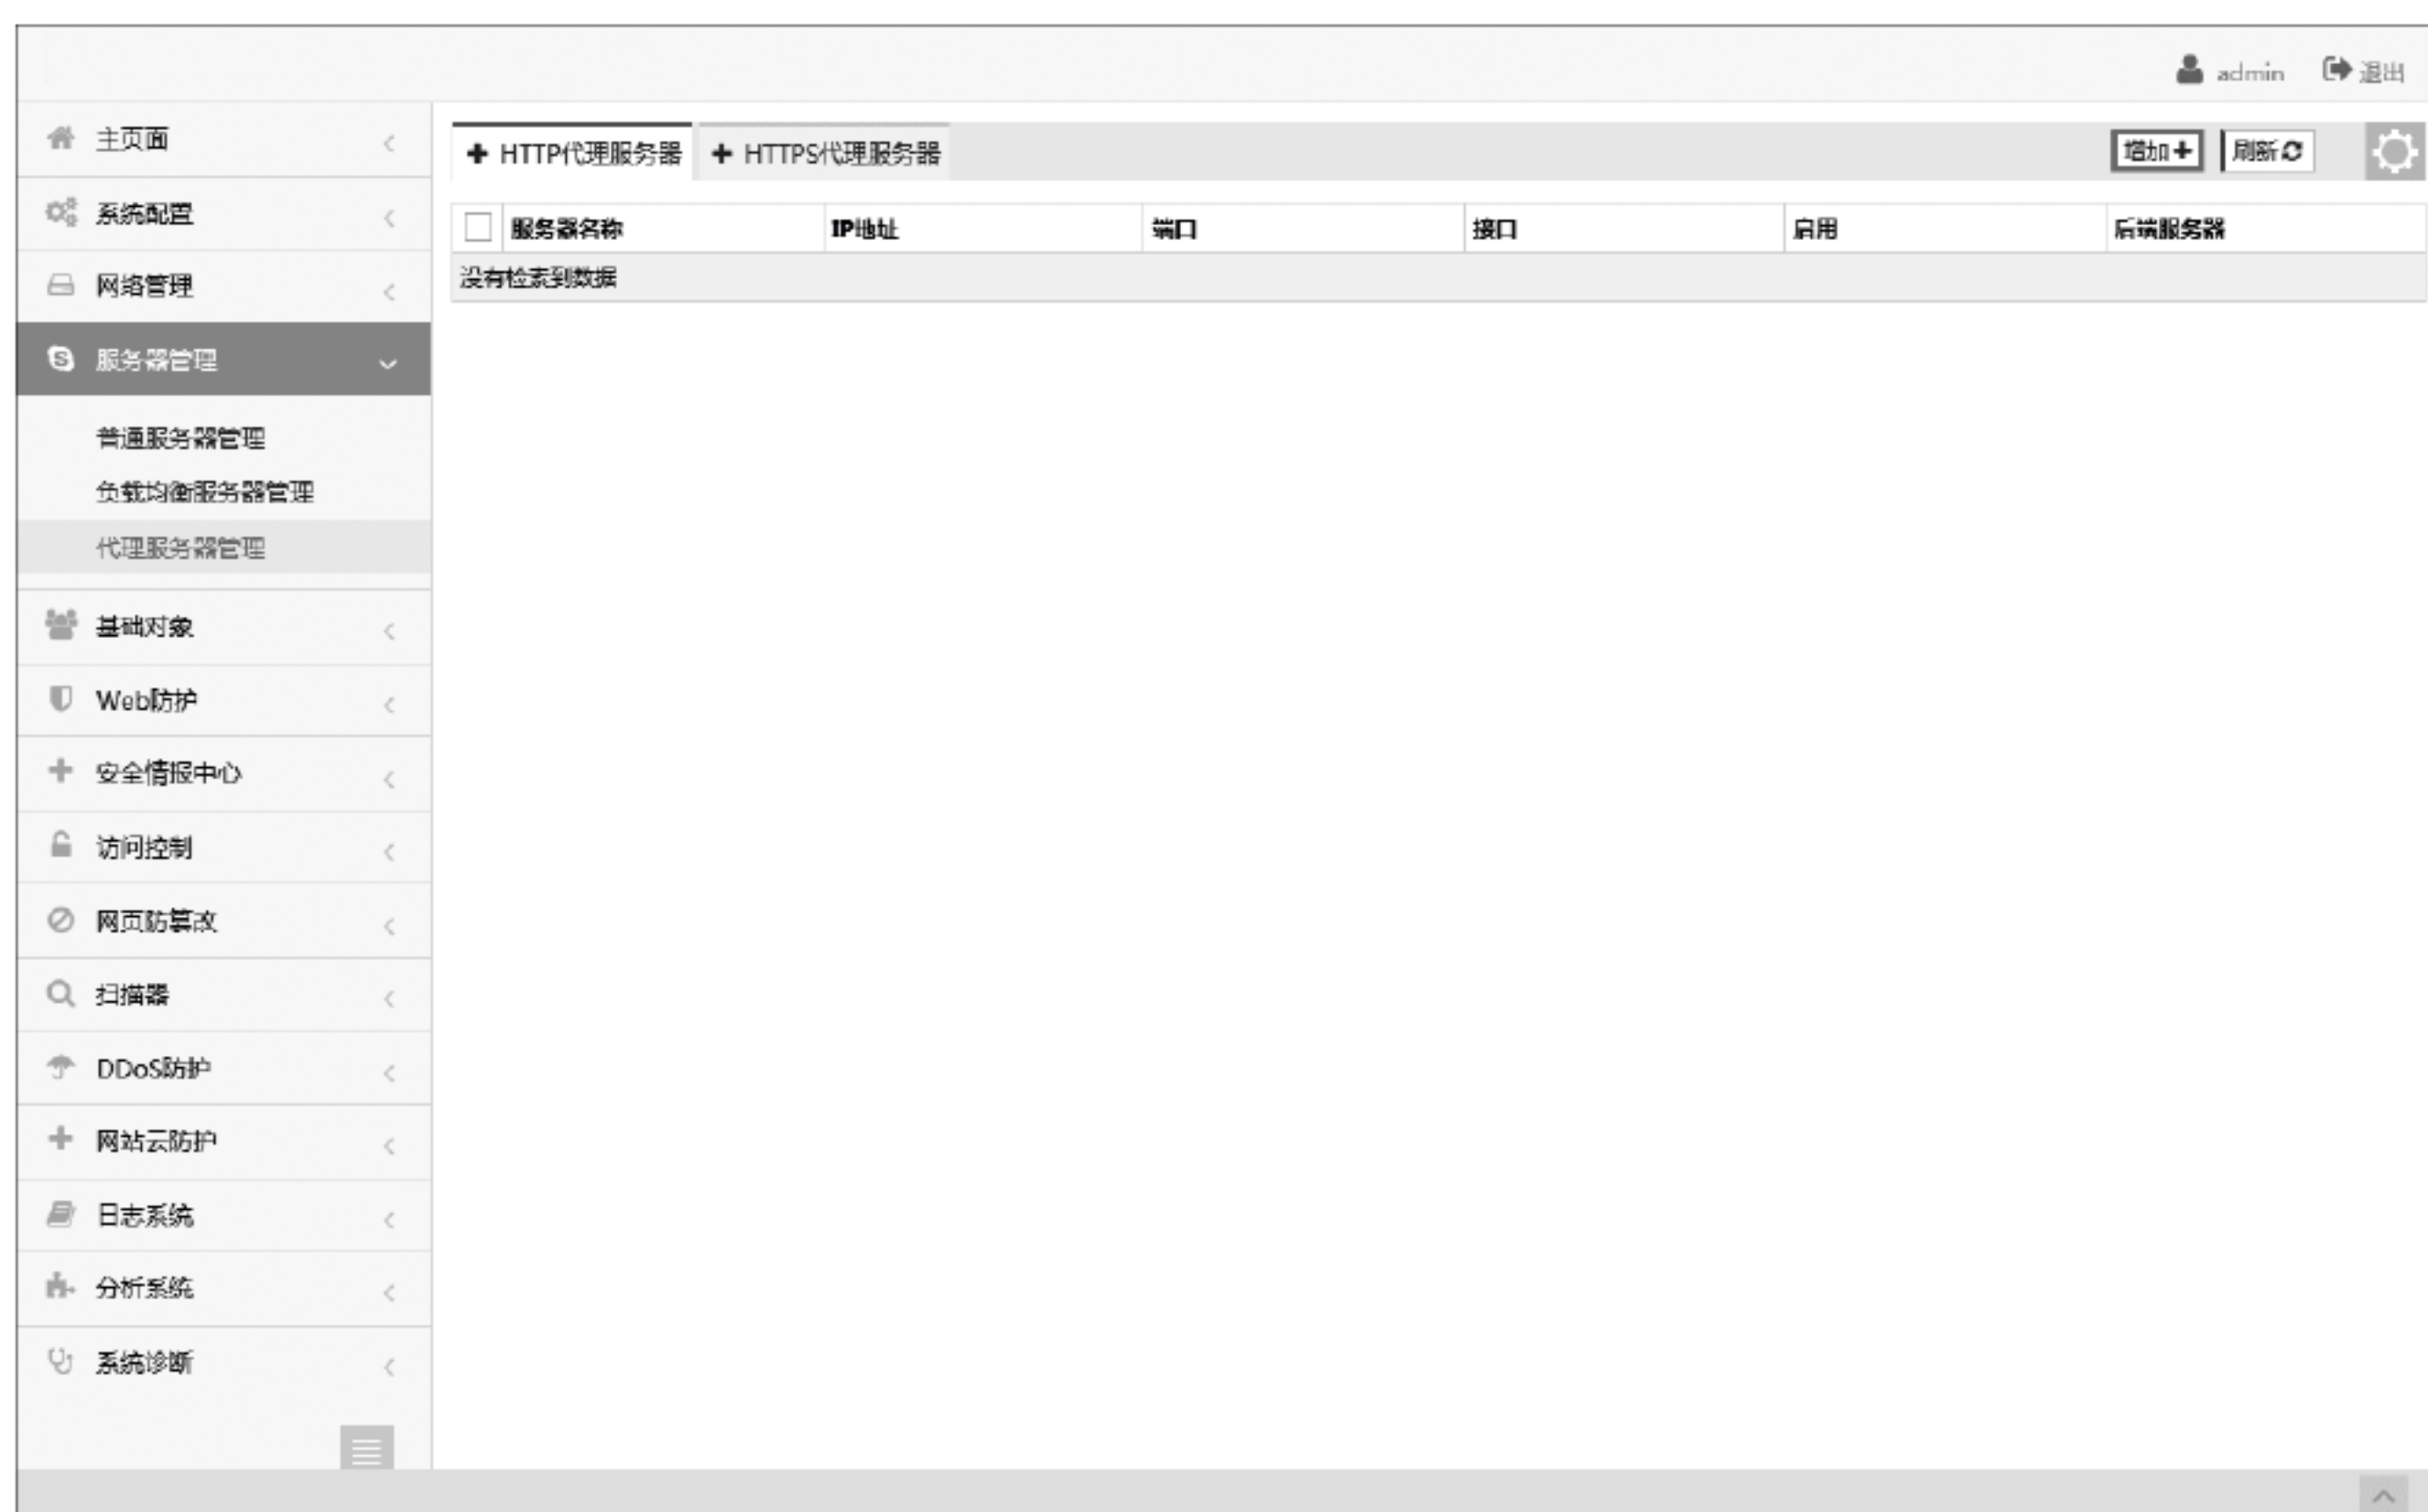 admin 退出
主页面
系统配置
网络管理
服务器管理
普通服务器管理
负载均衡服务器管理
代理服务器管理
基础对象
Web防护
安全情报中心
访问控制
网页防篡改
扫描器
DDoS防护
网站云防护
日志系统
分析系统
系统诊断
HTTP代理服务器 HTTPS代理服务器 增加 刷新
服务器名称 IP地址 端口 接口 启用 后端服务器
没有检索到数据